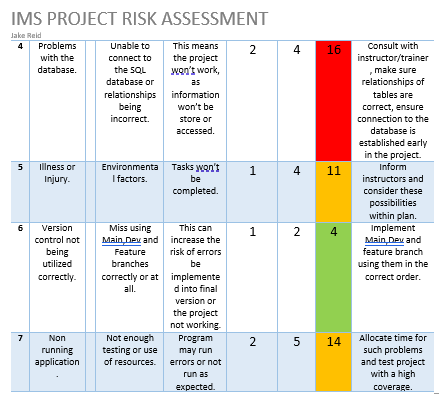 IMS PROJECT RISK ASSESSMENT
Jake Reid
4
Problems
with the
database.
Unable to
connect to
the SQL
database or
relationships
being
incorrect.
This means
the project
won't work,
as
information
won't be
store or
accessed.
2
4
16
Consult with
instructor/trainer
, make sure
relationships of
tables are
correct, ensure
connection to the
database is
established early
in the project.
5
Illness or
Injury.
Environmenta
l factors.
Tasks won't
be
completed.
1
4
11
Inform
instructors and
consider these
possibilities
within plan.
6
Version
control not
being
utilized
correctly.
Miss using
Main,Dev and
Feature
branches
correctly or at
all.
This can
increase the
risk of errors
be
implemente
d into final
version or
the project
not working.
1
2
4
Implement
Main,Dev and
feature branch
using them in the
correct order.
7
Non
running
application
.
Not enough
testing or use
of resources.
Program
may run
errors or not
run as
expected.
2
5
14
Allocate time for
such problems
and test project
with a high
coverage.